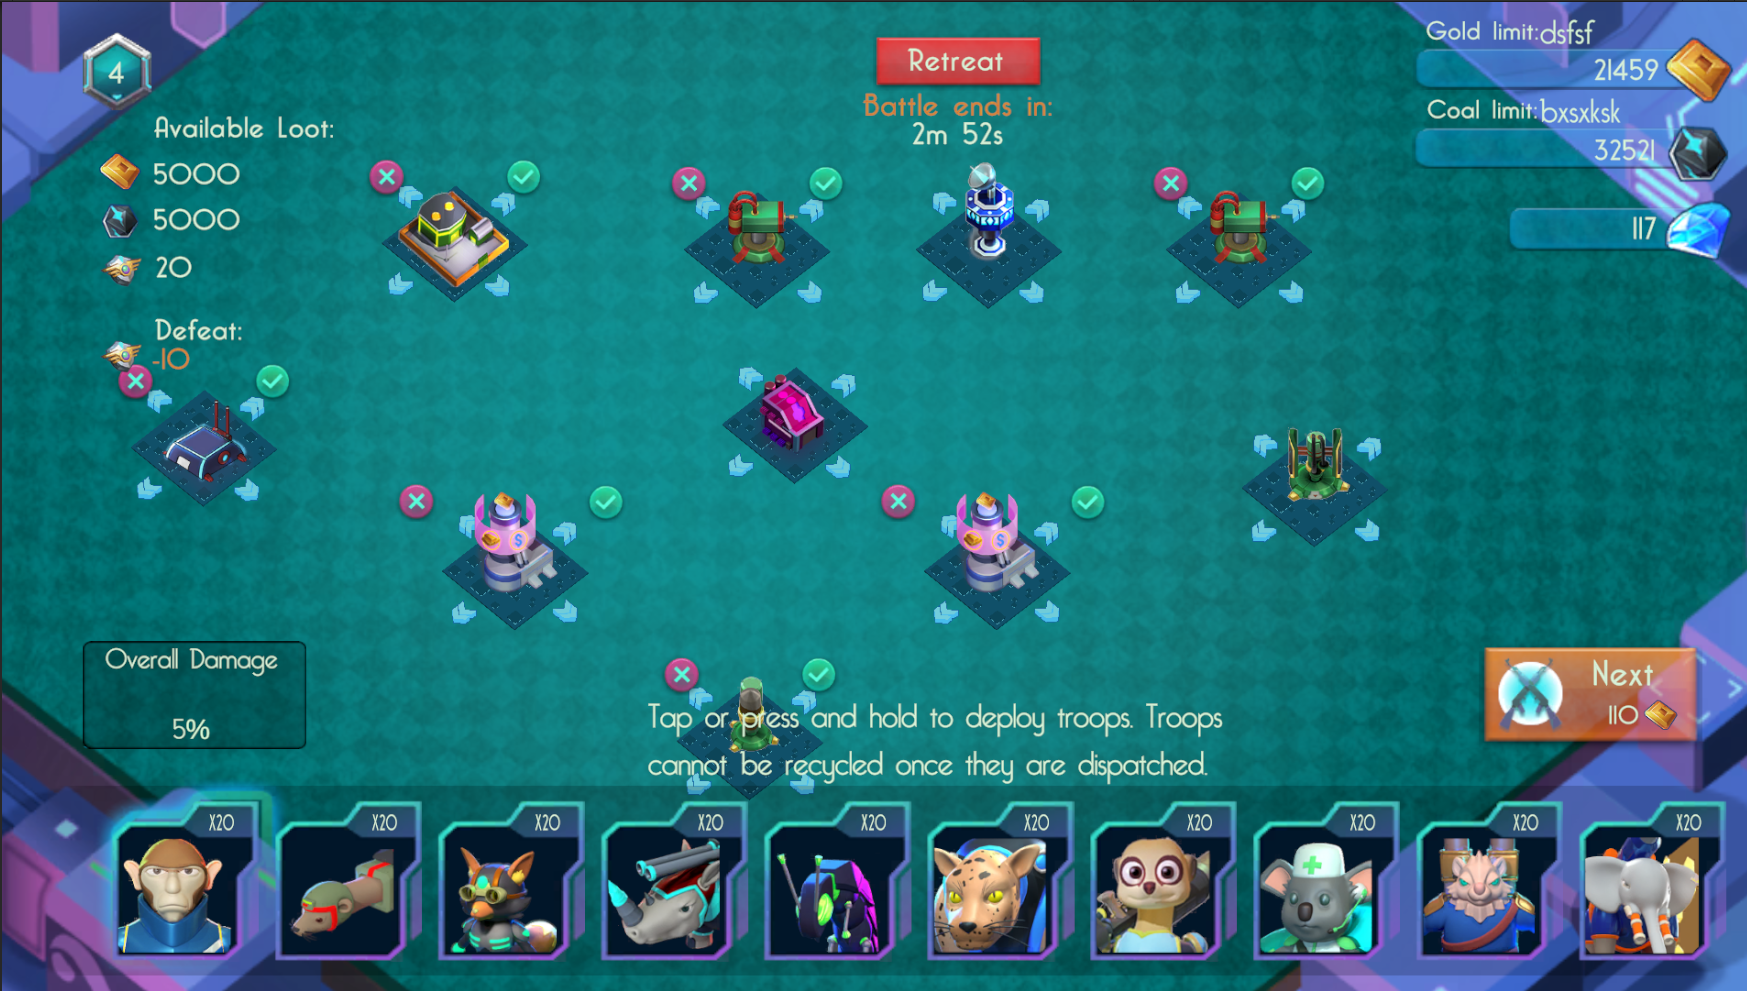 4
Available Loot:
5000
5000
20
Defeat:
-10
Retreat
Battle ends in:
2m 52s
Gold limit:dsfsf
21459
Coal limit:bxsxksk
32521
117
$
$
Overall Damage
5%
Tap or press and hold to deploy troops. Troops
cannot be recycled once they are dispatched.
Next
110
X20
X20
X20
X20
X20
X20
X20
X20
X20
X20